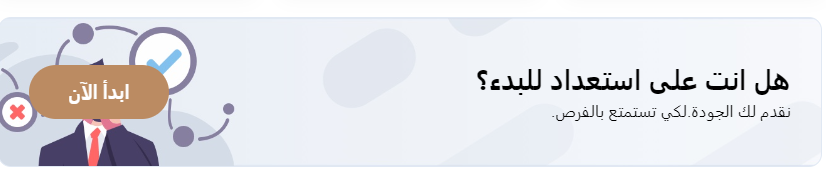 هل انت على استعداد للبدء؟
نقدم لك الجودة.لكي تستمتع بالفرص.
ابدأ الآن